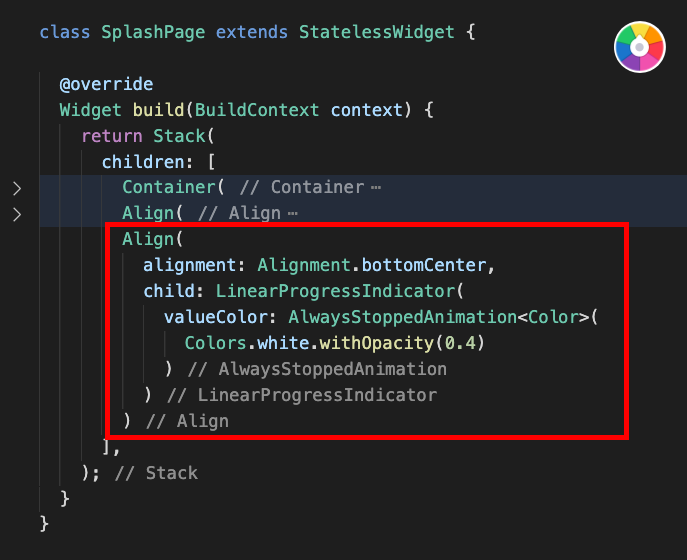 class SplashPage extends StatelessWidget {
@override
Widget build(BuildContext context) {
return Stack(
children: [
Container( // Container ⋯
Align( // Align ⋯
Align(
alignment: Alignment.bottomCenter,
child: LinearProgressIndicator(
valueColor: AlwaysStoppedAnimation<Color>(
Colors.white.withOpacity(0.4)
) // AlwaysStoppedAnimation
) // LinearProgressIndicator
) // Align
],
); // Stack
}
}